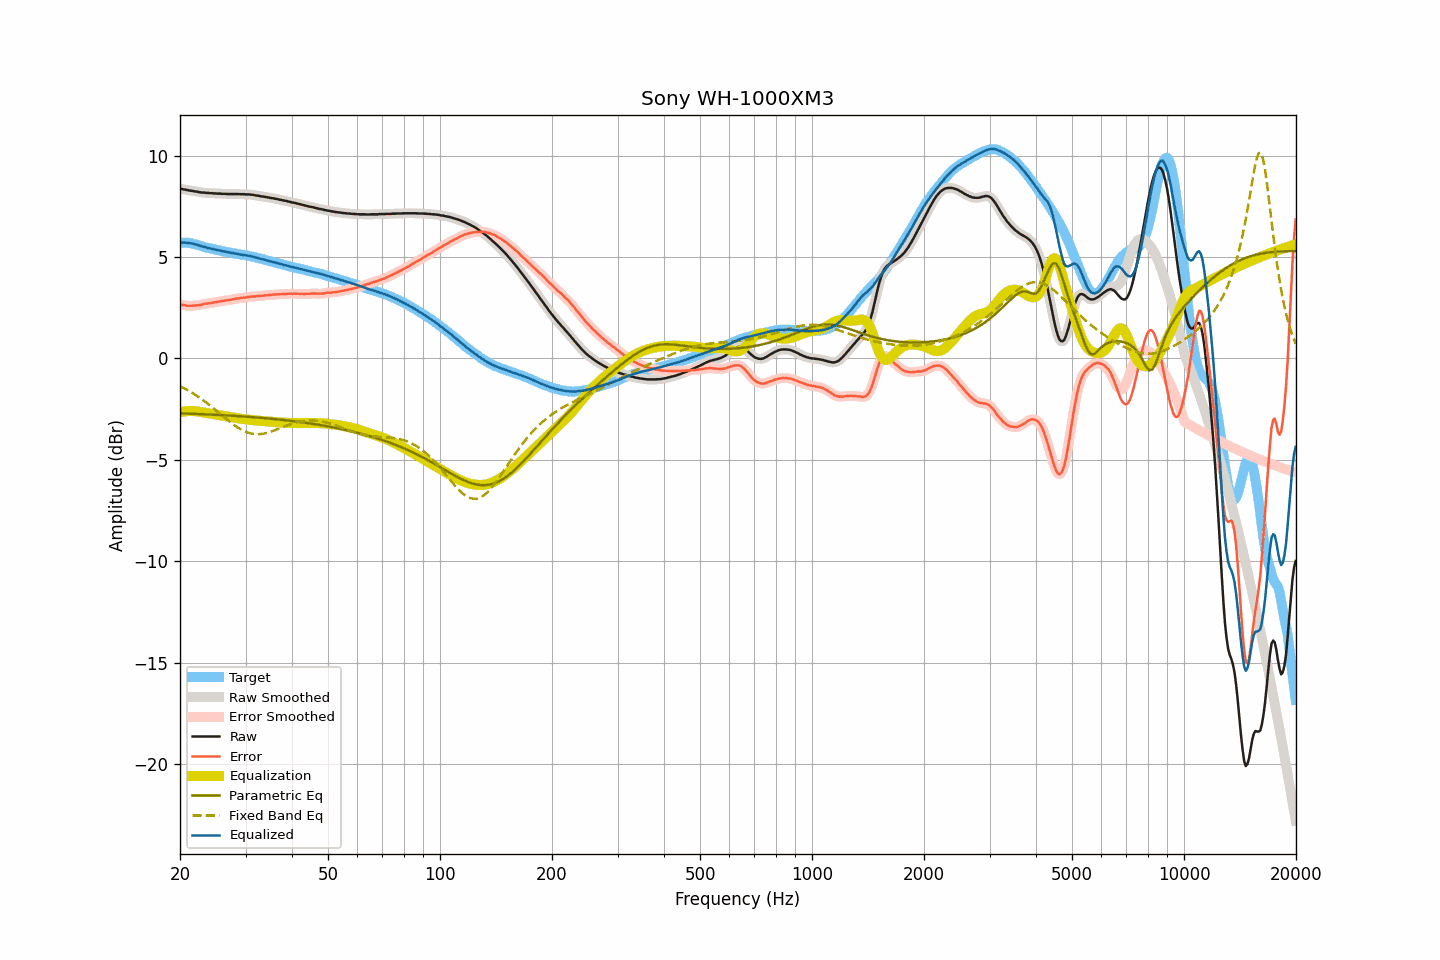 Sony WH-1000XM3
10
5
0
−5
−10
−15
−20
Amplitude (dBr)
Target
Raw Smoothed
Error Smoothed
Raw
Error
Equalization
Parametric Eq
Fixed Band Eq
Equalized
20 50 100 200 500 1000 2000 5000 10000 20000
Frequency (Hz)